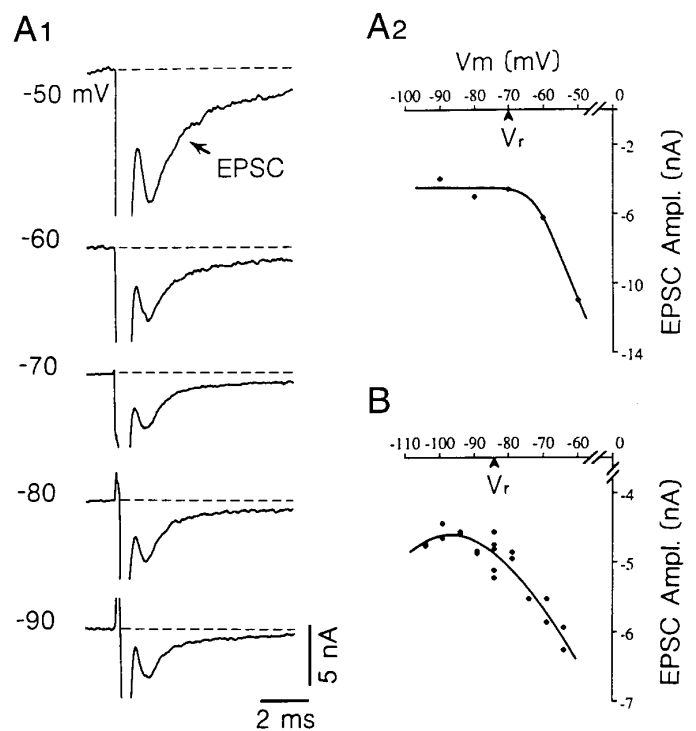 A1
-50 mV
EPSC
-60
-70
-80
-90
5 nA
2 ms
A2
Vm (mV)
-100 -90 -80 -70 -60 -50 0
Vr
-2
-6
-10
-14
EPSC Ampl. (nA)
B
-110 -100 -90 -80 -70 -60 0
Vr
-4
-5
-6
-7
EPSC Ampl. (nA)